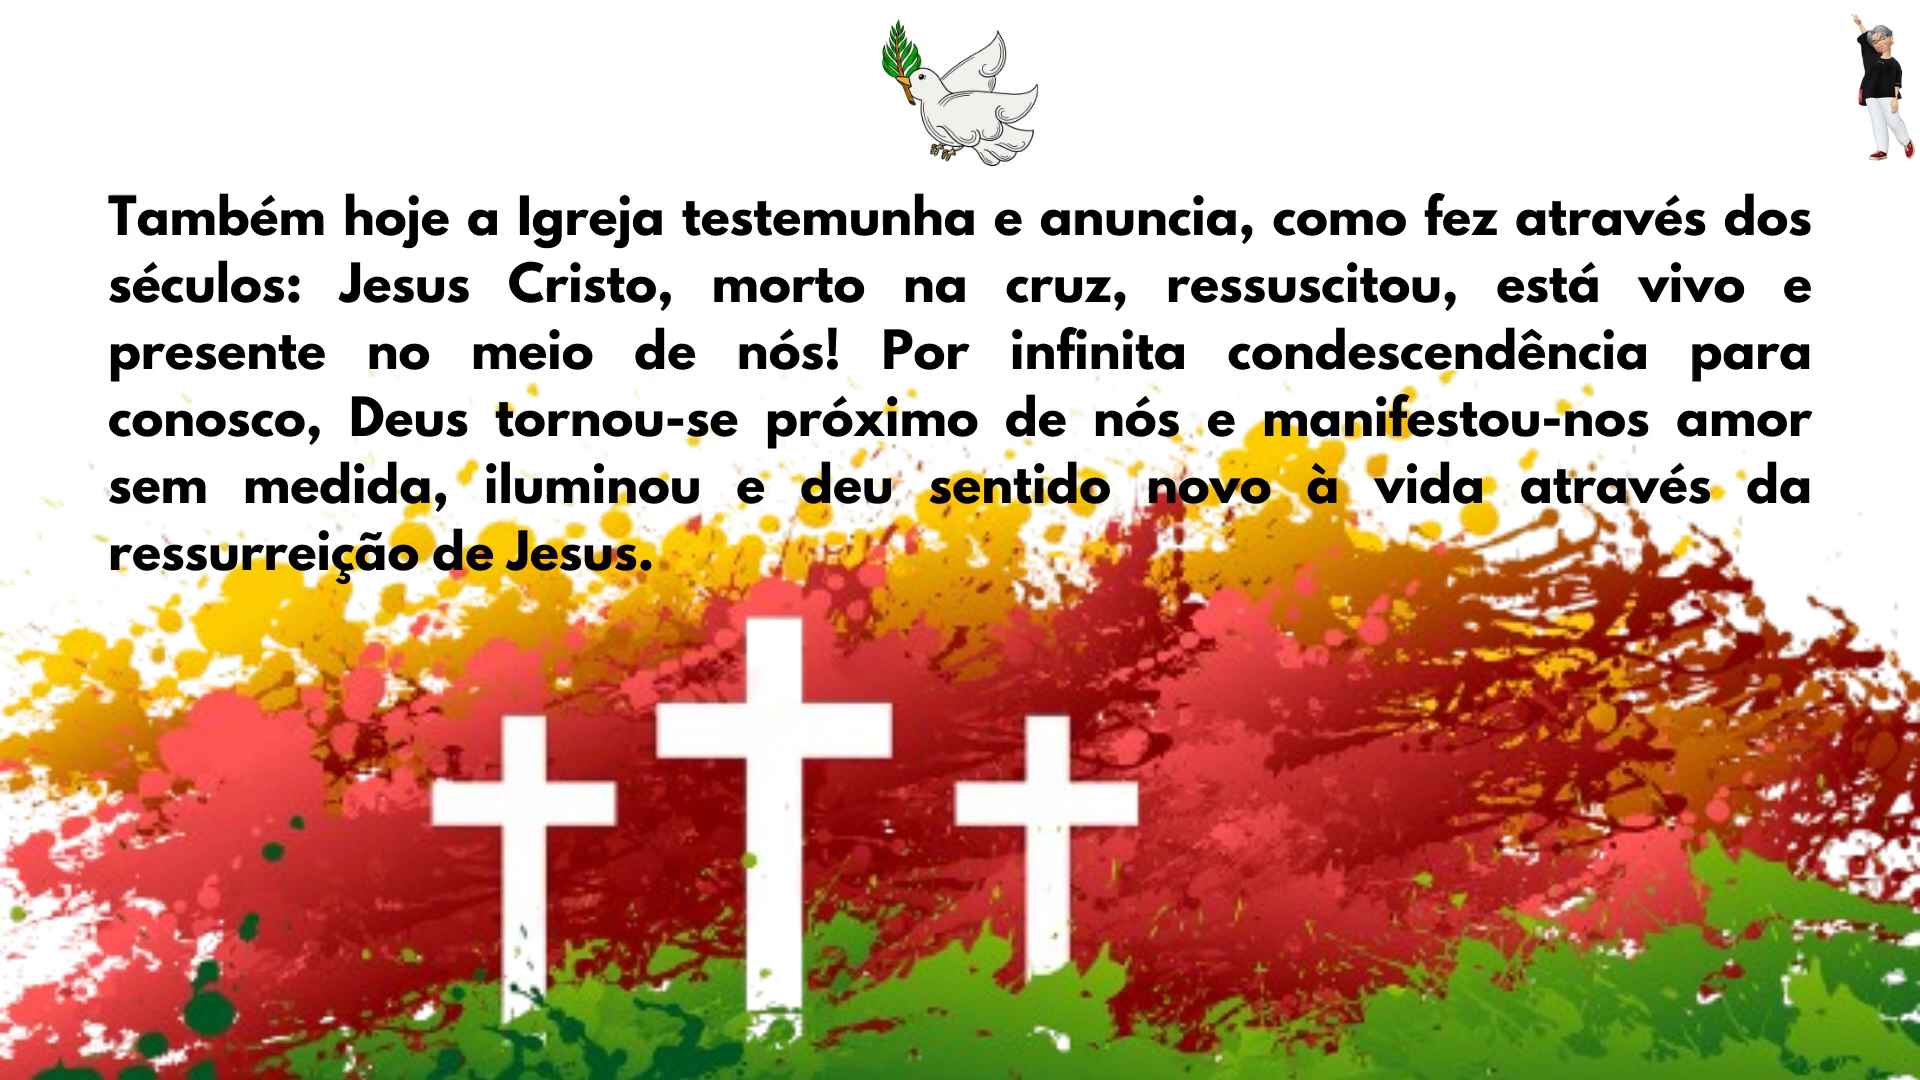 Também hoje a Igreja testemunha e anuncia, como fez através dos
séculos: Jesus Cristo, morto na cruz, ressuscitou, está vivo e
presente no meio de nós! Por infinita condescendência para
conosco, Deus tornou-se próximo de nós e manifestou-nos amor
sem medida, iluminou e deu sentido novo à vida através da
ressurreição de Jesus.